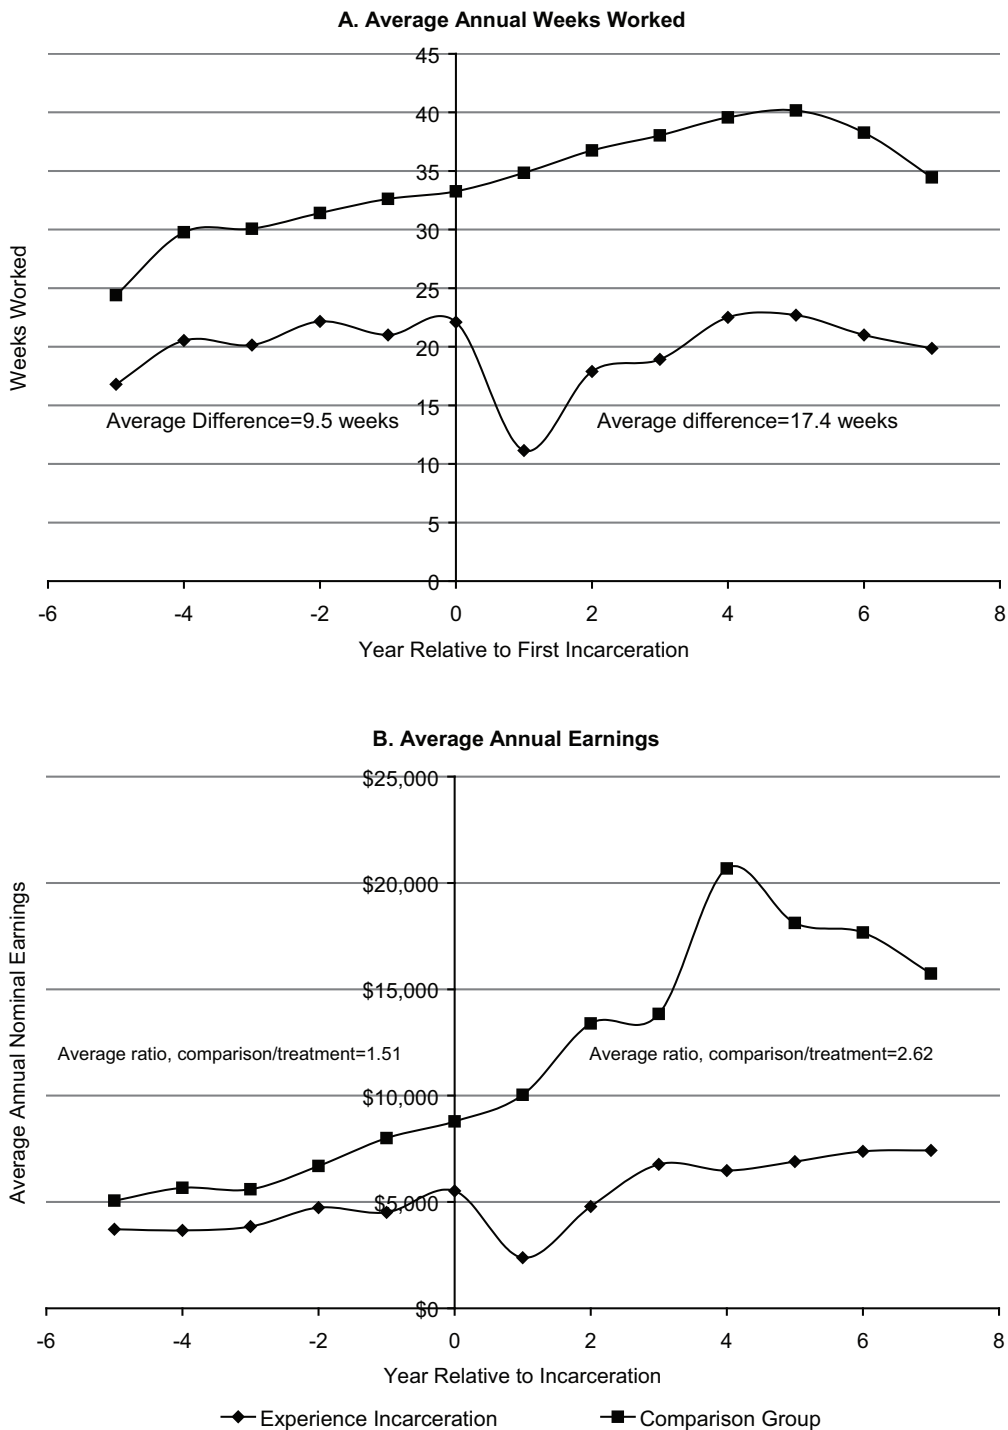 A. Average Annual Weeks Worked
45
40
35
30
25
20
15
10
5
0
Weeks Worked
Average Difference=9.5 weeks
Average difference=17.4 weeks
-6 -4 -2 0 2 4 6 8
Year Relative to First Incarceration
B. Average Annual Earnings
$25,000
$20,000
$15,000
$10,000
$5,000
$0
Average Annual Nominal Earnings
Average ratio, comparison/treatment=1.51
Average ratio, comparison/treatment=2.62
-6 -4 -2 0 2 4 6 8
Year Relative to Incarceration
Experience Incarceration
Comparison Group